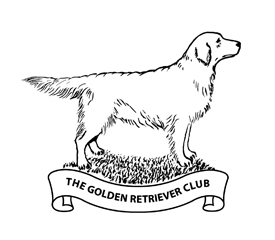 THE GOLDEN RETRIEVER CLUB